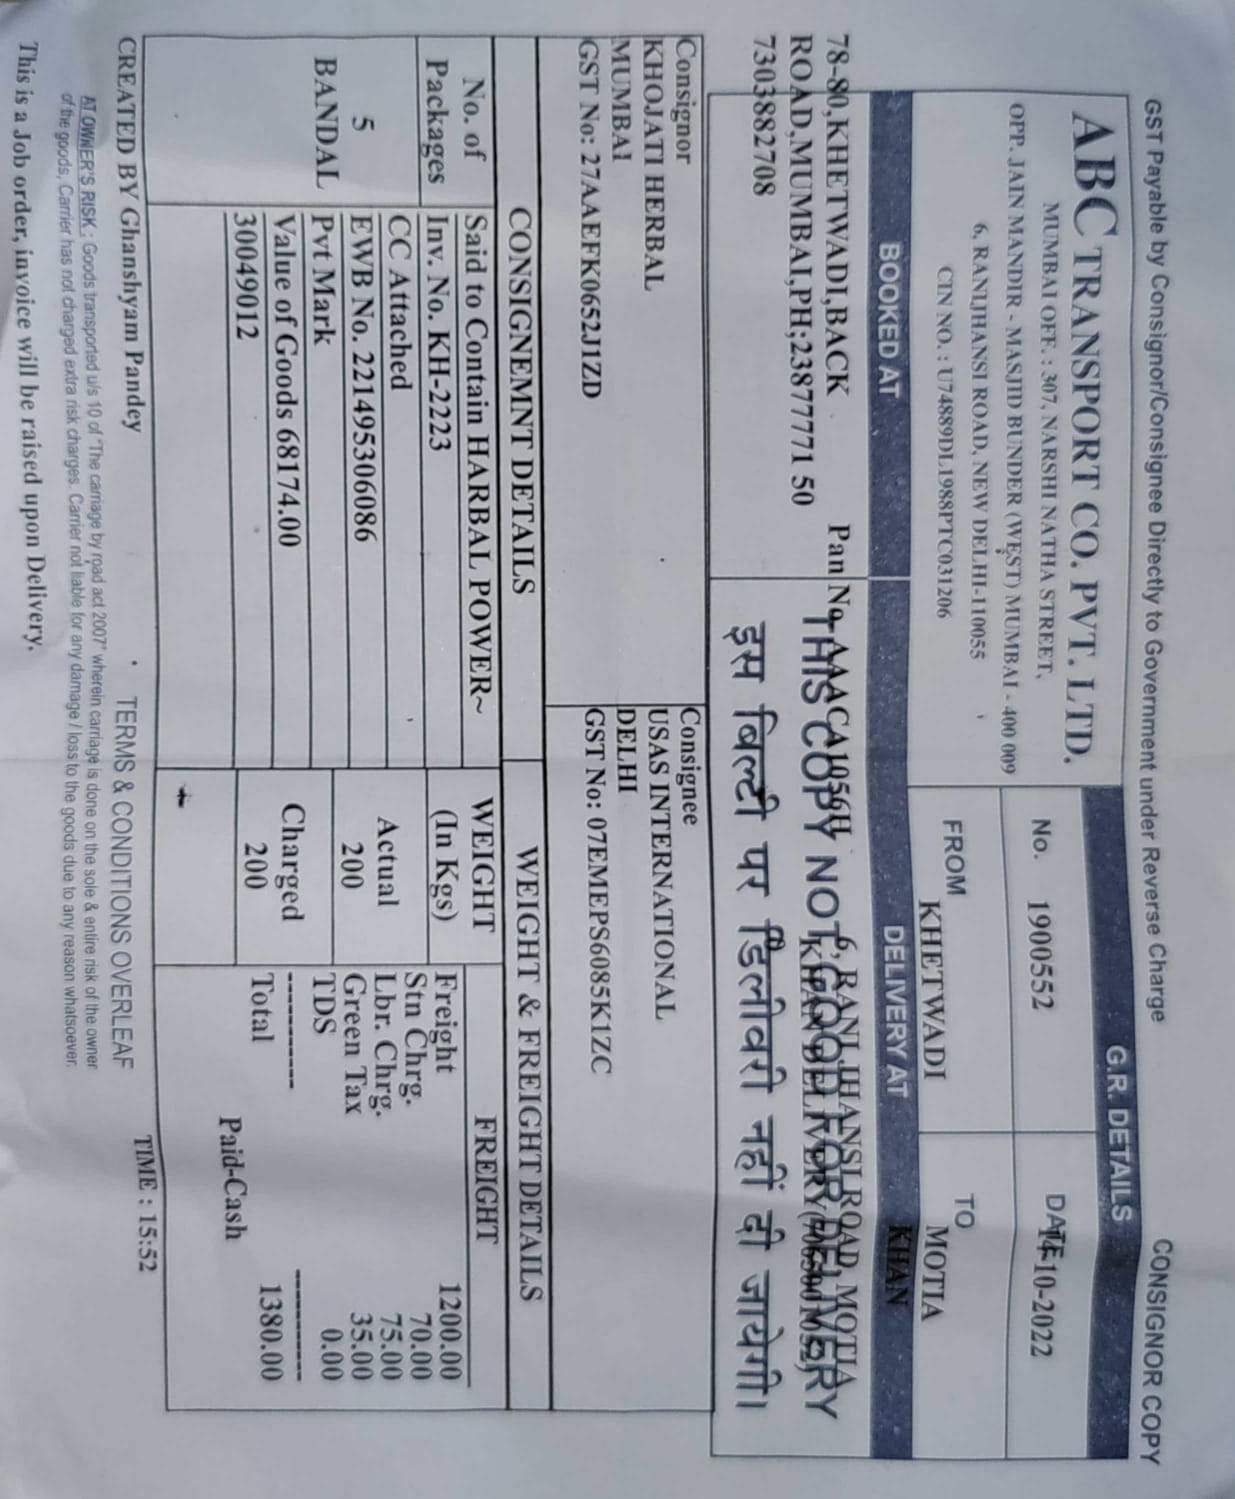 GST Payable by Consignor/Consignee Directly to Government under Reverse Charge
CONSIGNOR COPY
ABC TRANSPORT CO. PVT. LTD.
MUMBAI OFF. : 307, NARSHI NATHA STREET,
OPP. JAIN MANDIR - MASJID BUNDER (WEST) MUMBAI - 400 009
6, RANIJHANSI ROAD, NEW DELHI-110055
CIN NO. : U74889DL1988PTC031206
G.R. DETAILS
No. 1900552
DATE 14-10-2022
FROM KHETWADI
TO MOTIA
BOOKED AT
DELIVERY AT KHAN
Pan No AAACA1056H
78-80,KHETWADI,BACK
ROAD,MUMBAI,PH;23877771 50
7303882708
6, RANI JHANSI ROAD, MOTIA
KHAN DELIVERY
THIS COPY NOT GOOD FOR DELIVERY
इस बिल्टी पर डिलीवरी नहीं दी जायेगी।
Consignor
KHOJATI HERBAL
MUMBAI
GST No: 27AAEFK0652J1ZD
Consignee
USAS INTERNATIONAL
DELHI
GST No: 07EMEPS6085K1ZC
CONSIGNEMNT DETAILS
WEIGHT & FREIGHT DETAILS
No. of
Packages
5
BANDAL
Said to Contain HARBAL POWER~
Inv. No. KH-2223
CC Attached
EWB No. 221495306086
Pvt Mark
Value of Goods 68174.00
30049012
WEIGHT
(In Kgs)
Actual
200
Charged
200
FREIGHT
Freight 1200.00
Stn Chrg. 70.00
Lbr. Chrg. 75.00
Green Tax 35.00
TDS 0.00
----------- -----------
Total 1380.00
Paid-Cash
CREATED BY Ghanshyam Pandey
TERMS & CONDITIONS OVERLEAF
TIME : 15:52
AT OWNER'S RISK : Goods transported u/s 10 of "The carriage by road act 2007" wherein carriage is done on the sole & entire risk of the owner
of the goods, Carrier has not charged extra risk charges. Carrier not liable for any damage / loss to the goods due to any reason whatsoever.
This is a Job order, invoice will be raised upon Delivery.